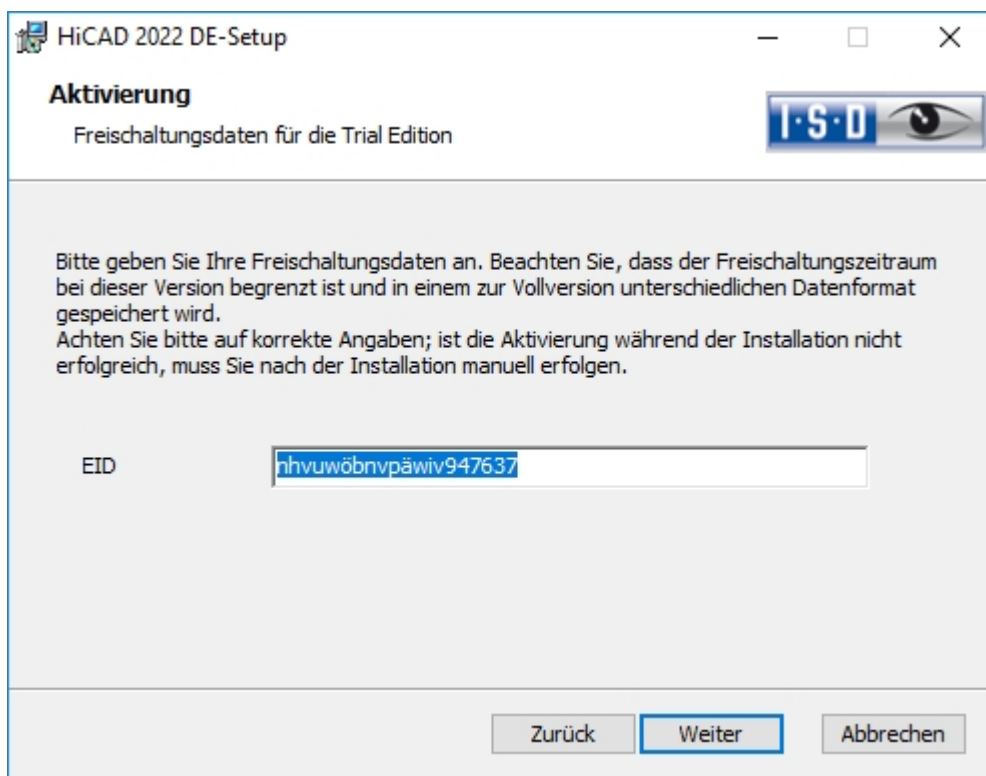 HiCAD 2022 DE-Setup
Aktivierung
Freischaltungsdaten für die Trial Edition
I·S·D
Bitte geben Sie Ihre Freischaltungsdaten an. Beachten Sie, dass der Freischaltungszeitraum
bei dieser Version begrenzt ist und in einem zur Vollversion unterschiedlichen Datenformat
gespeichert wird.
Achten Sie bitte auf korrekte Angaben; ist die Aktivierung während der Installation nicht
erfolgreich, muss Sie nach der Installation manuell erfolgen.
EID
nhvuwöbnvpäwiv947637
Zurück
Weiter
Abbrechen